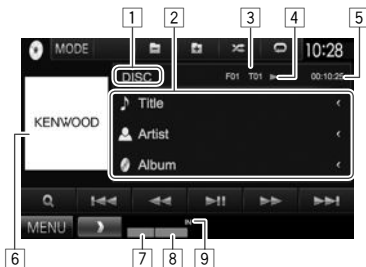 1 2 3 4 5
MODE 10:28
DISC F01 T01 00:10:25
KENWOOD
Title
Artist
Album
MENU
IN
6 7 8 9